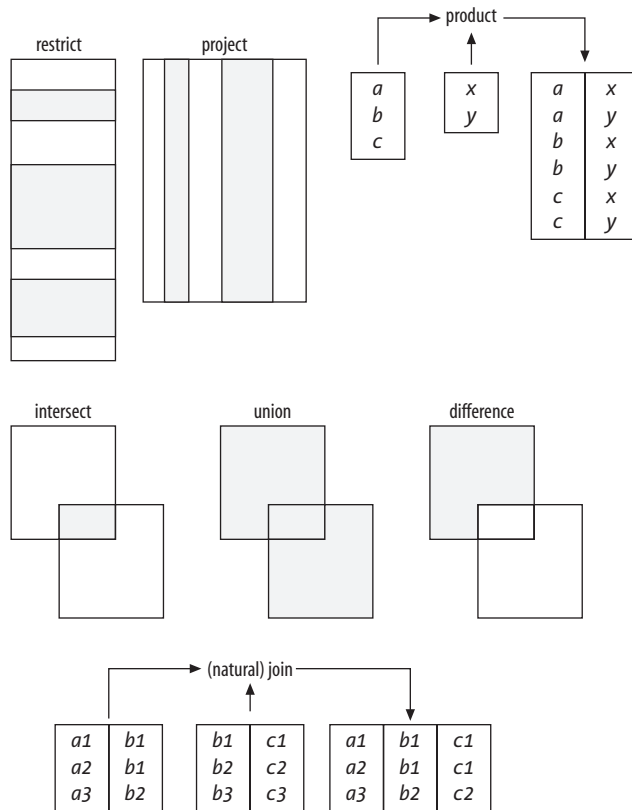 restrict
project
product
a
b
c
x
y
a x
a y
b x
b y
c x
c y
intersect
union
difference
(natural) join
a1 b1
a2 b1
a3 b2
b1 c1
b2 c2
b3 c3
a1 b1 c1
a2 b1 c1
a3 b2 c2